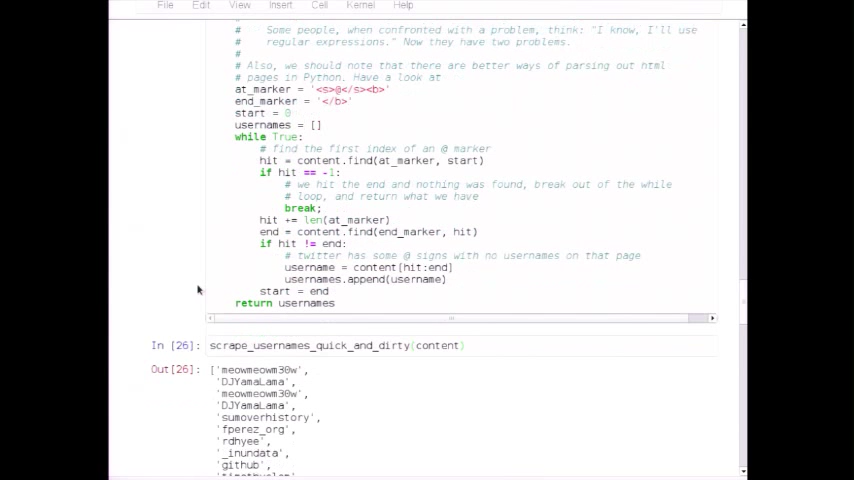 File Edit View Insert Cell Kernel Help
# Some people, when confronted with a problem, think: "I know, I'll use
# regular expressions." Now they have two problems.
#
# Also, we should note that there are better ways of parsing out html
# pages in Python. Have a look at
at_marker = '<s>@</s><b>'
end_marker = '</b>'
start = 0
usernames = []
while True:
# find the first index of an @ marker
hit = content.find(at_marker, start)
if hit == -1:
# we hit the end and nothing was found, break out of the while
# loop, and return what we have
break;
hit += len(at_marker)
end = content.find(end_marker, hit)
if hit != end:
# twitter has some @ signs with no usernames on that page
username = content[hit:end]
usernames.append(username)
start = end
return usernames
In [26]: scrape_usernames_quick_and_dirty(content)
Out[26]: ['meowmeowm30w',
'DJYamaLama',
'meowmeowm30w',
'DJYamaLama',
'sumoverhistory',
'fperez_org',
'rdhyee',
'_inundata',
'github',